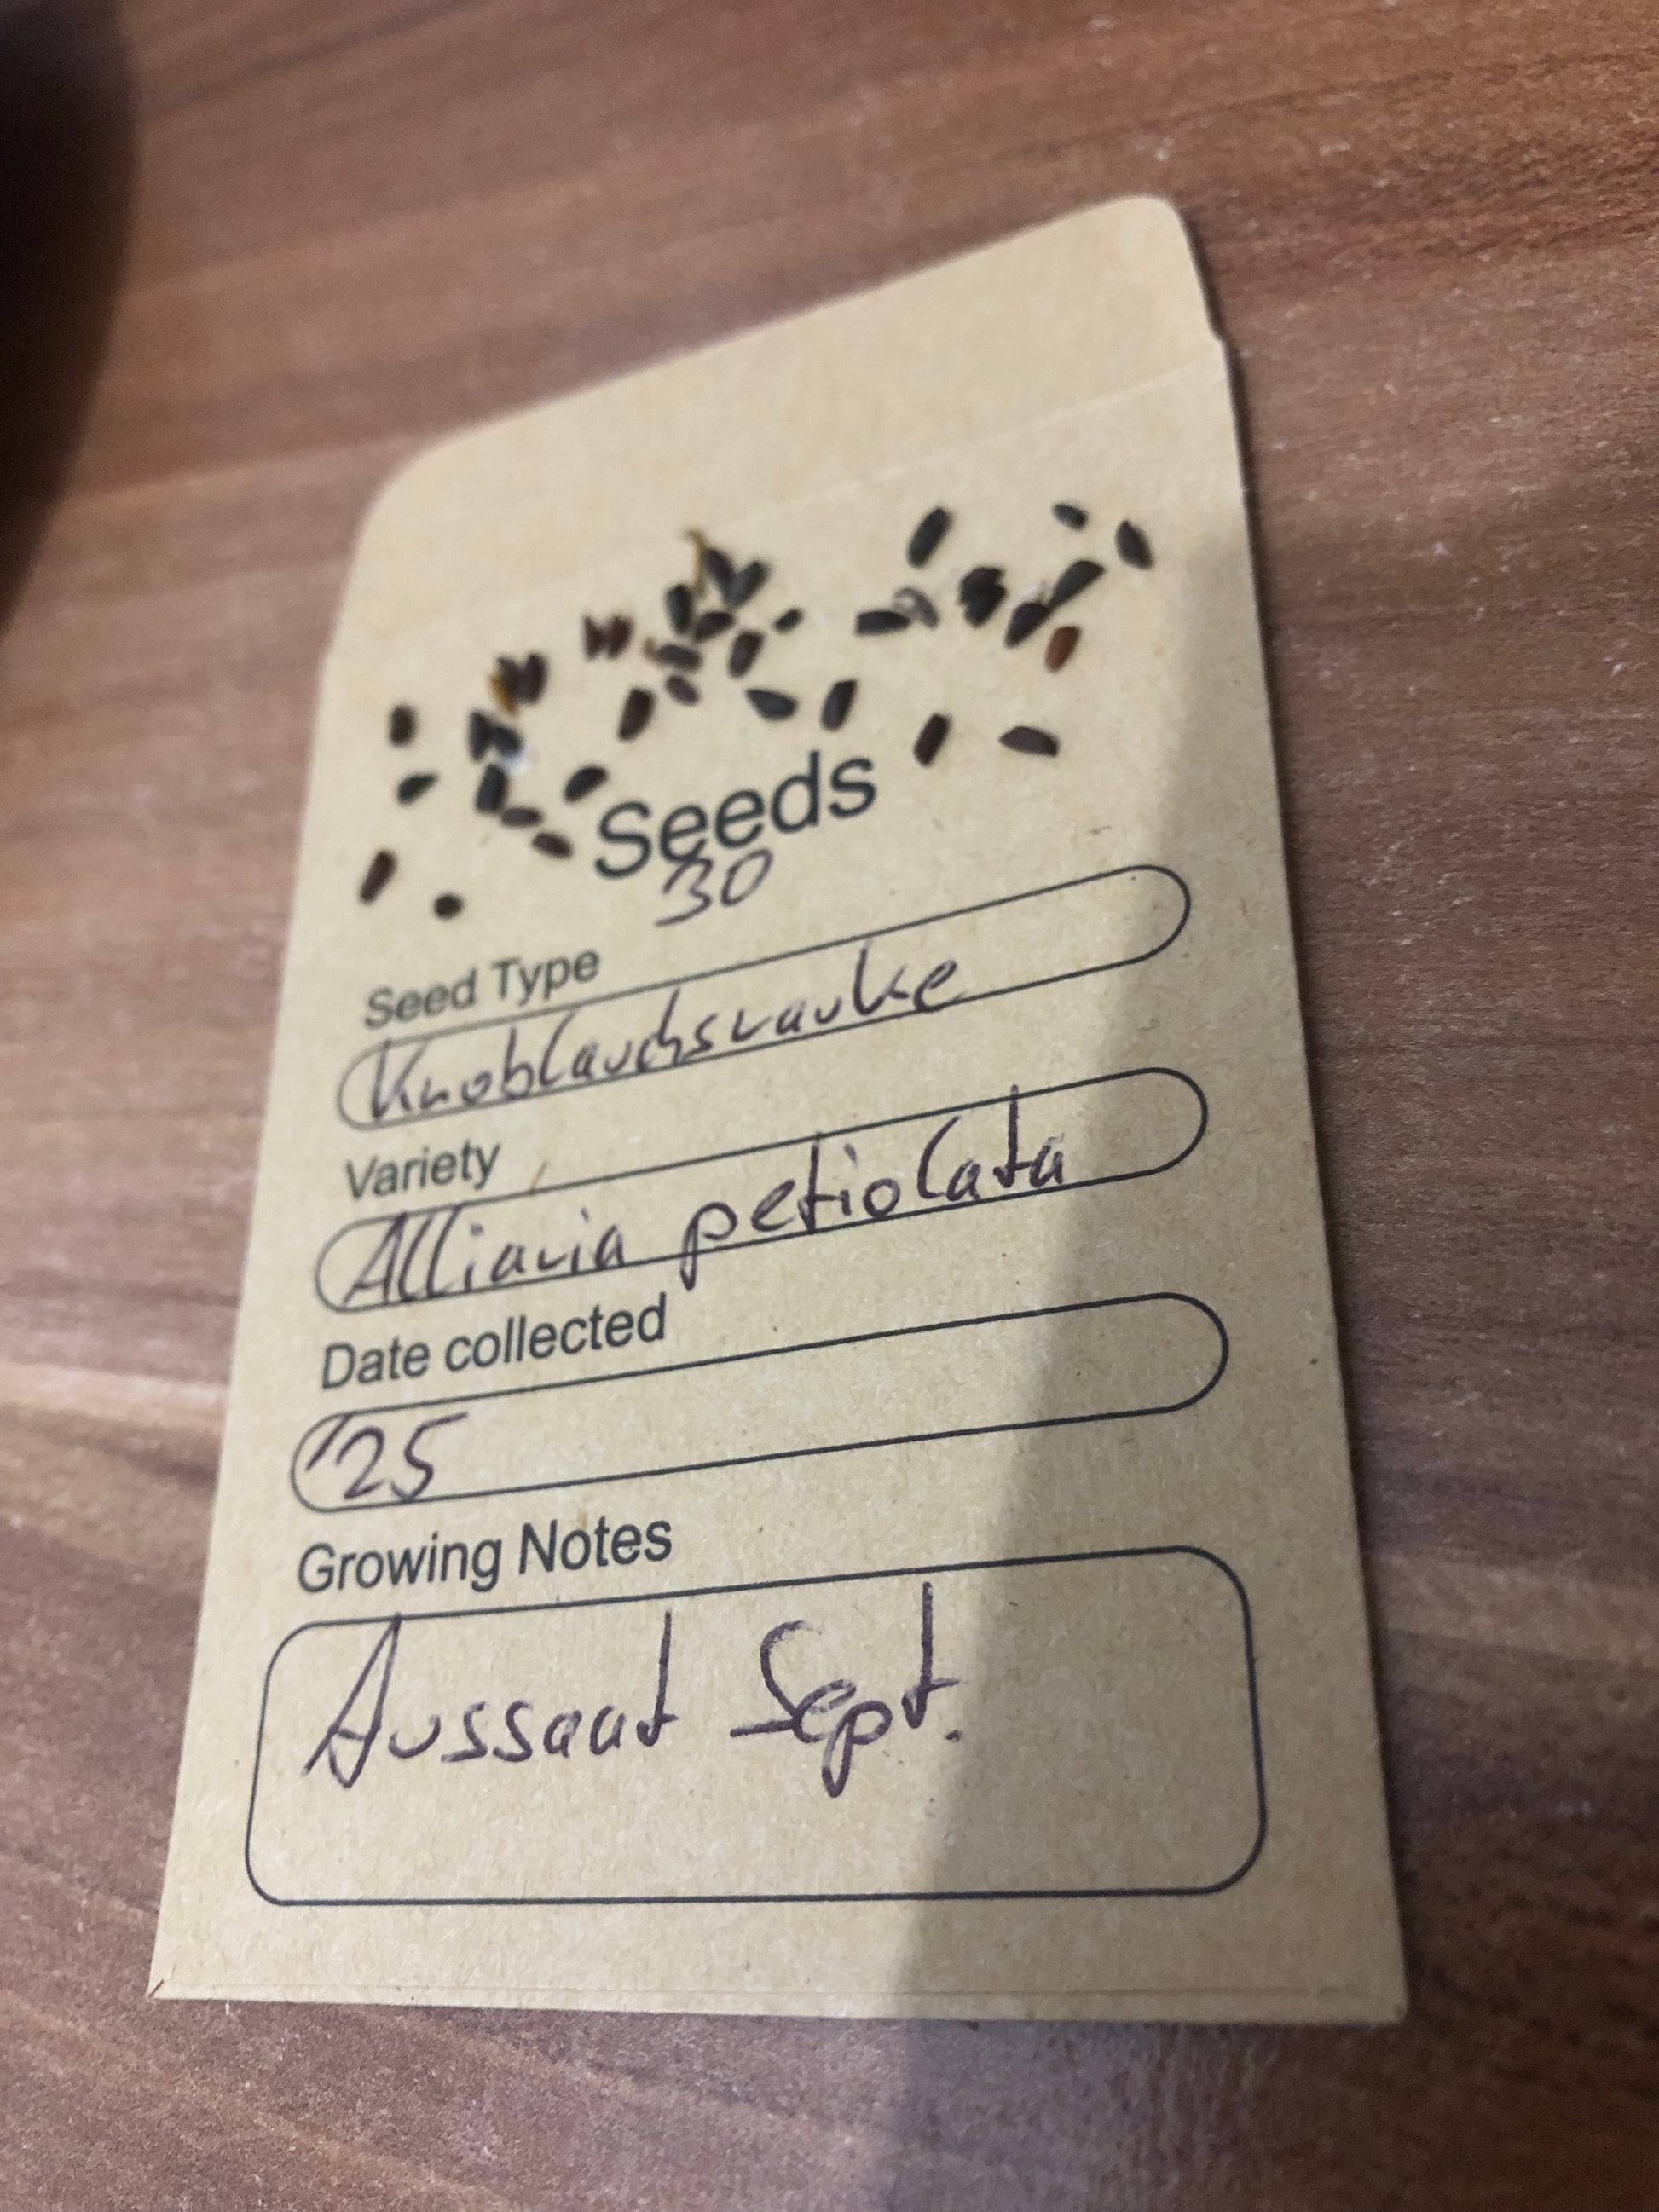 Seeds
30
Seed Type
Knoblauchsrauke
Variety
Alliaria petiolata
Date collected
'25
Growing Notes
Aussaat Sept.